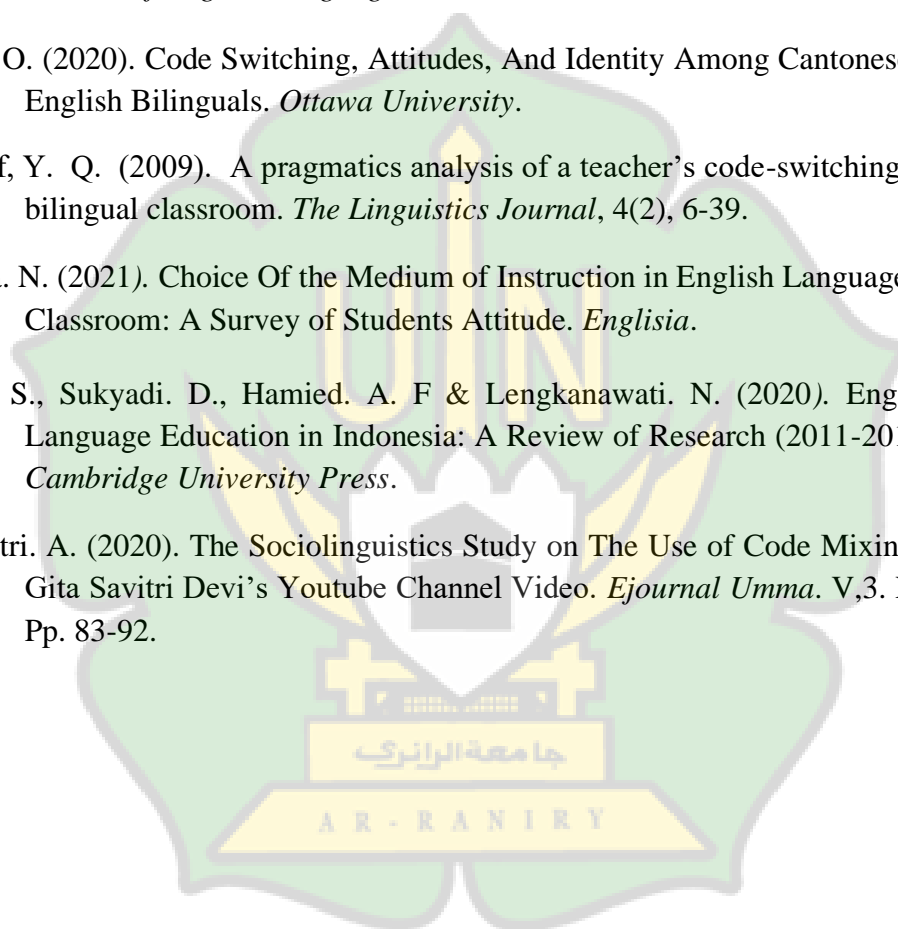 O. (2020). Code Switching, Attitudes, And Identity Among Cantonese
English Bilinguals. Ottawa University.
f, Y. Q. (2009). A pragmatics analysis of a teacher’s code-switching
bilingual classroom. The Linguistics Journal, 4(2), 6-39.
. N. (2021). Choice Of the Medium of Instruction in English Language
Classroom: A Survey of Students Attitude. Englisia.
S., Sukyadi. D., Hamied. A. F & Lengkanawati. N. (2020). Eng
Language Education in Indonesia: A Review of Research (2011-201
Cambridge University Press.
tri. A. (2020). The Sociolinguistics Study on The Use of Code Mixin
Gita Savitri Devi’s Youtube Channel Video. Ejournal Umma. V,3.
Pp. 83-92.
UIN
جامعة الرانري
AR-RANIRY